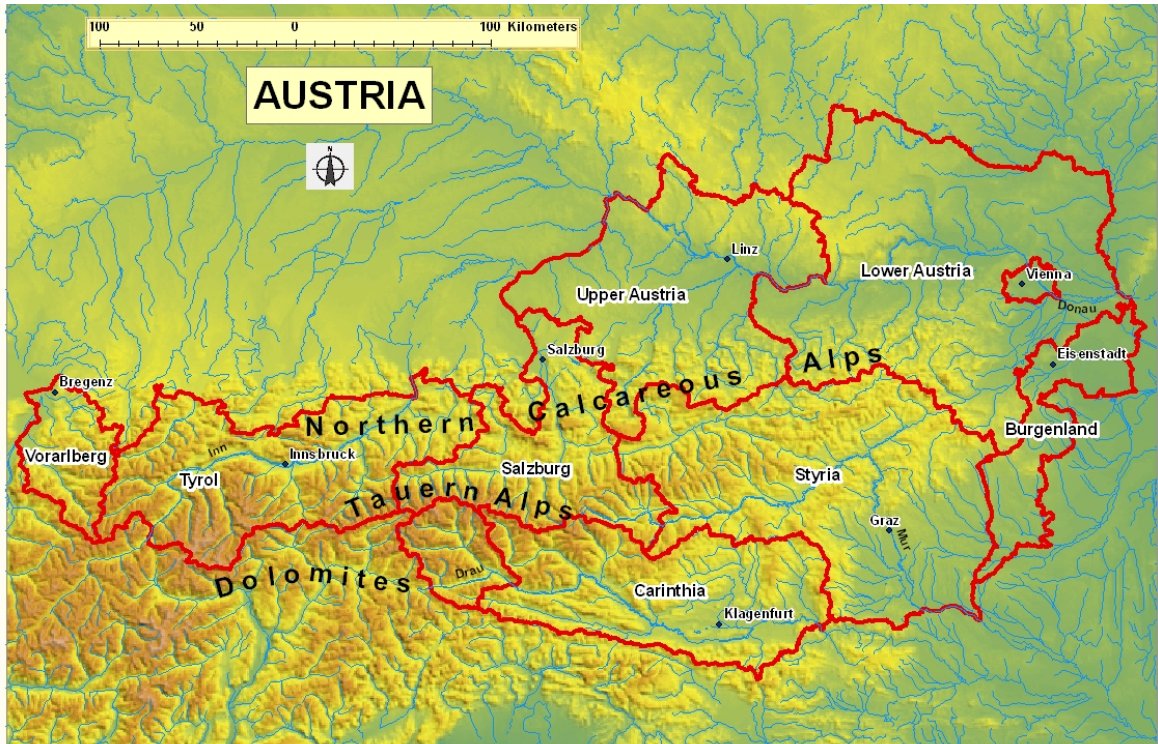 100 50 0 100 Kilometers
AUSTRIA
N
Linz
Lower Austria
Vienna
Upper Austria
Donau
Salzburg
Eisenstadt
Bregenz
Northern Calcareous Alps
Burgenland
Vorarlberg
Inn
Innsbruck
Tyrol
Salzburg
Styria
Tauern Alps
Graz
Mur
Dolomites
Drau
Carinthia
Klagenfurt